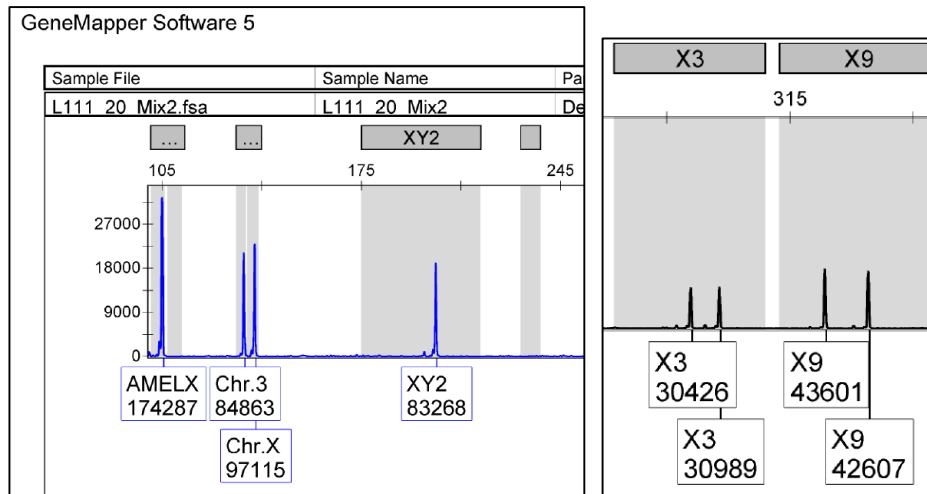 GeneMapper Software 5
Sample File Sample Name Pa
L111_20_Mix2.fsa L111_20_Mix2 De
... ... XY2
105 175 245
27000
18000
9000
0
AMELX
174287
Chr.3
84863
XY2
83268
Chr.X
97115
X3 X9
315
X3
30426
X9
43601
X3
30989
X9
42607